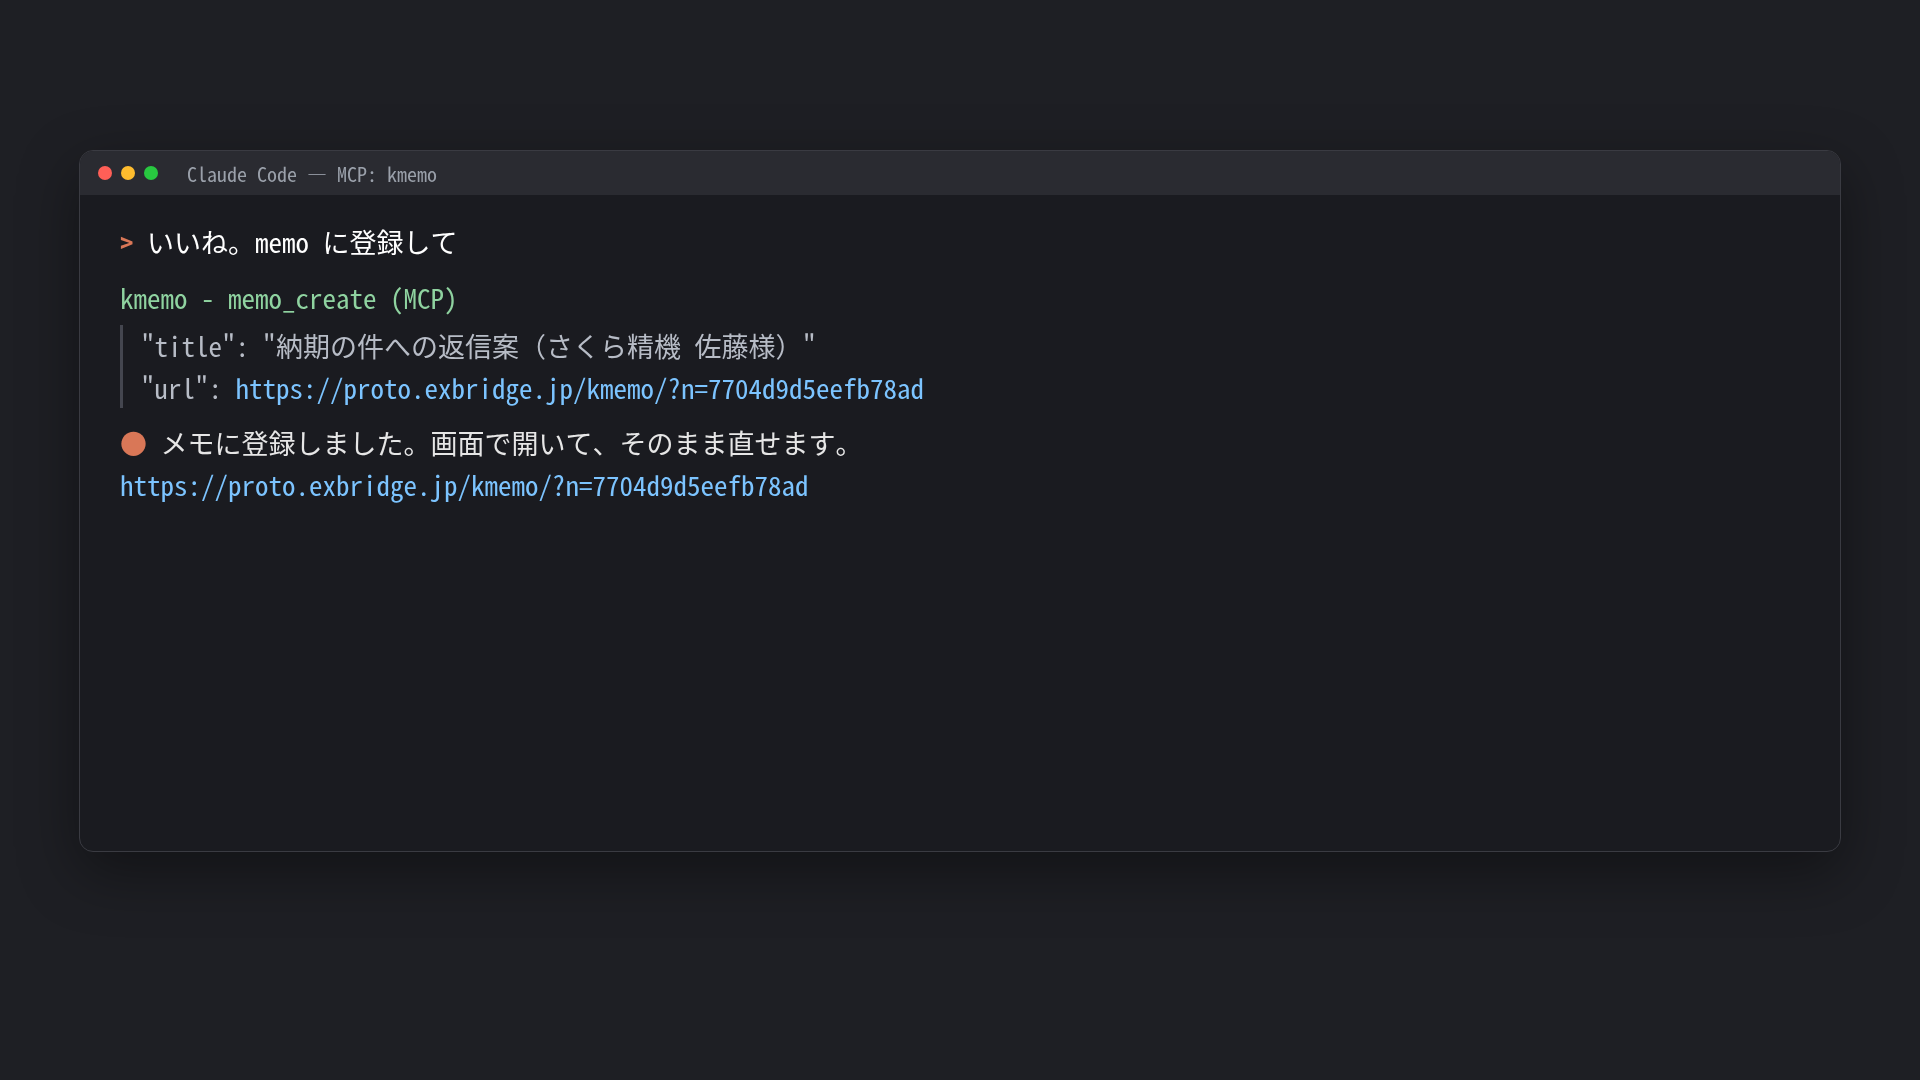 Claude Code — MCP: kmemo
> いいね。memo に登録して
kmemo - memo_create (MCP)
"title": "納期の件への返信案（さくら精機 佐藤様）"
"url": https://proto.exbridge.jp/kmemo/?n=7704d9d5eefb78ad
メモに登録しました。画面で開いて、そのまま直せます。
https://proto.exbridge.jp/kmemo/?n=7704d9d5eefb78ad